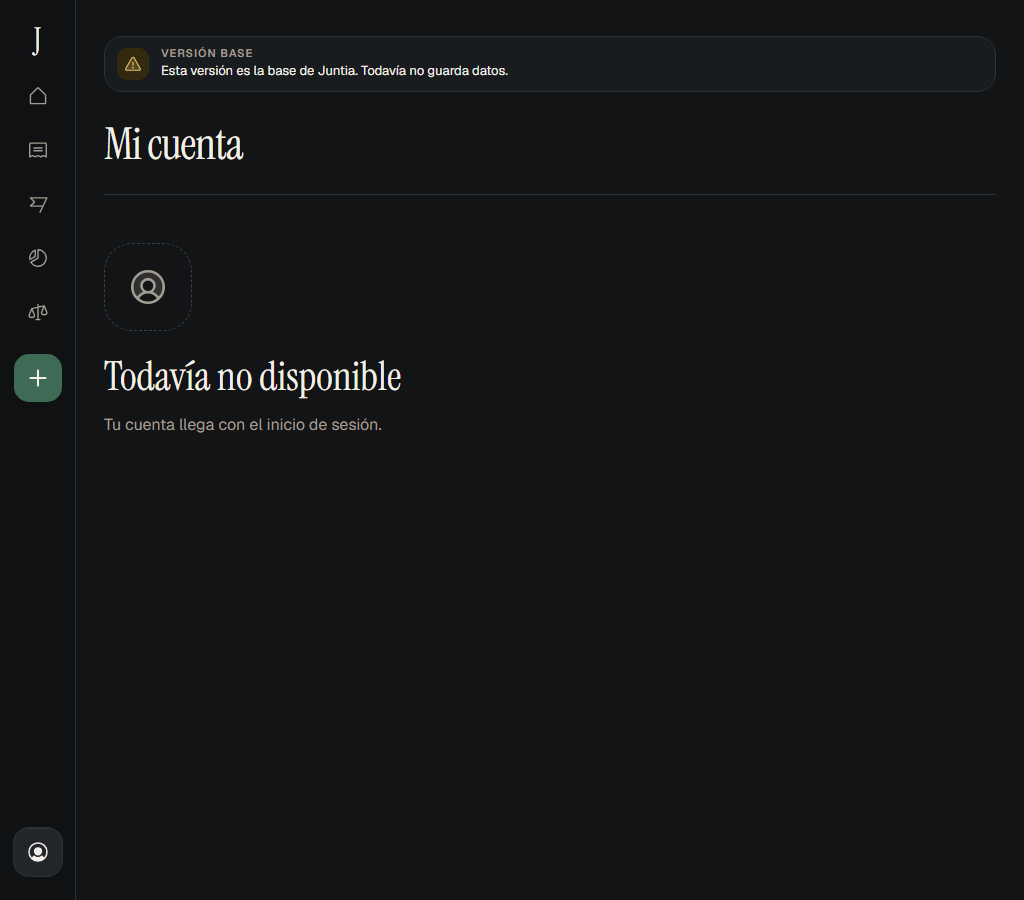 J
VERSIÓN BASE
Esta versión es la base de Juntia. Todavía no guarda datos.
Mi cuenta
Todavía no disponible
Tu cuenta llega con el inicio de sesión.